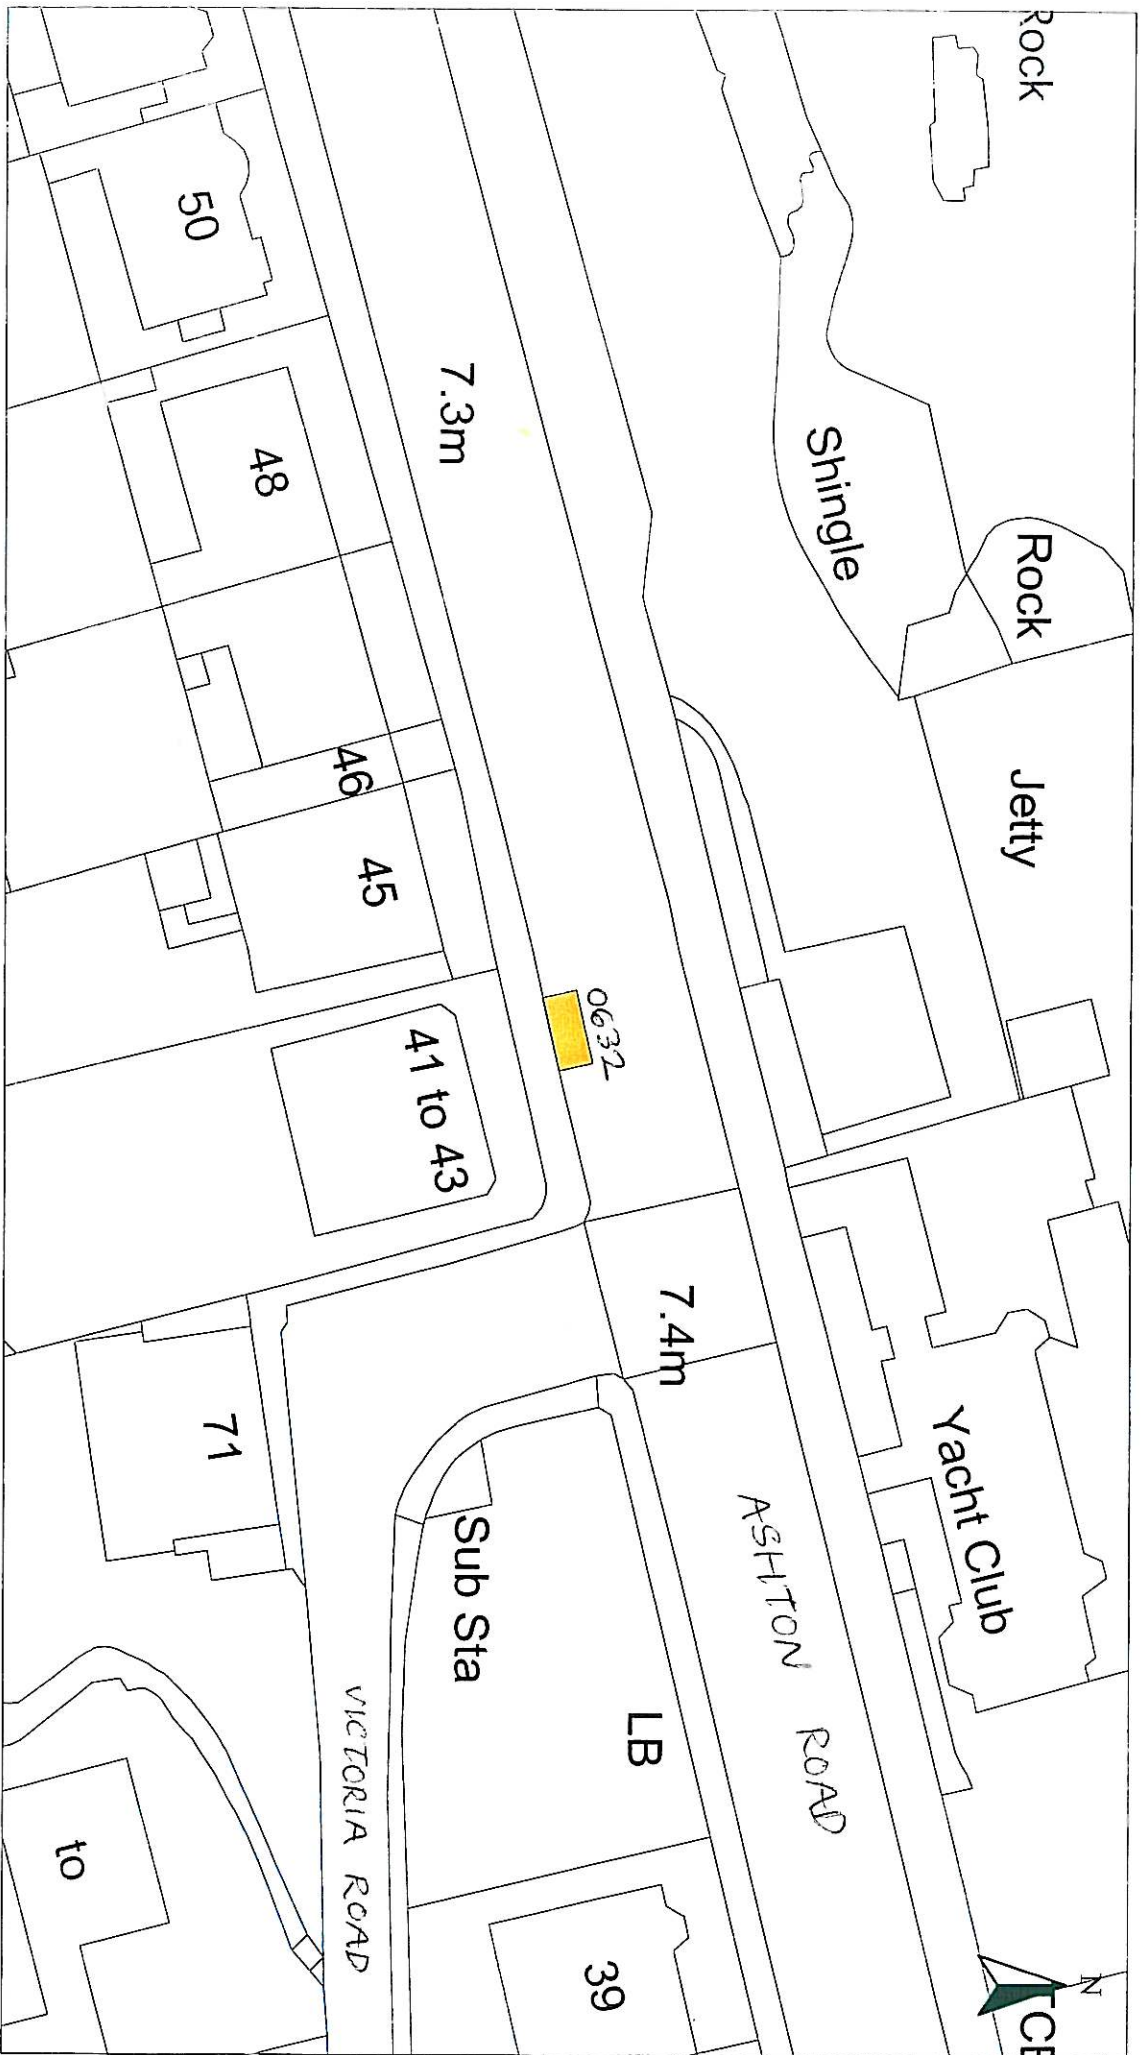 Rock
50
7.3m
48
Shingle
Rock
46
Jetty
45
0632
41 to 43
7.4m
71
Yacht Club
Sub Sta
ASHTON ROAD
LB
VICTORIA ROAD
to
39
N
TCB